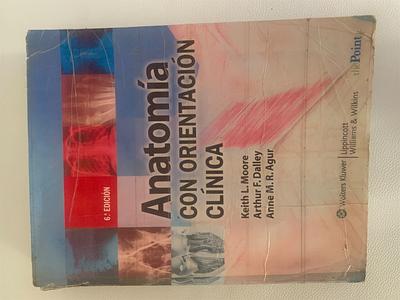 6.ª EDICIÓN
Anatomía
CON ORIENTACIÓN
CLÍNICA
Keith L. Moore
Arthur F. Dalley
Anne M. R. Agur
Wolters Kluwer | Lippincott
Williams & Wilkins
thePoint